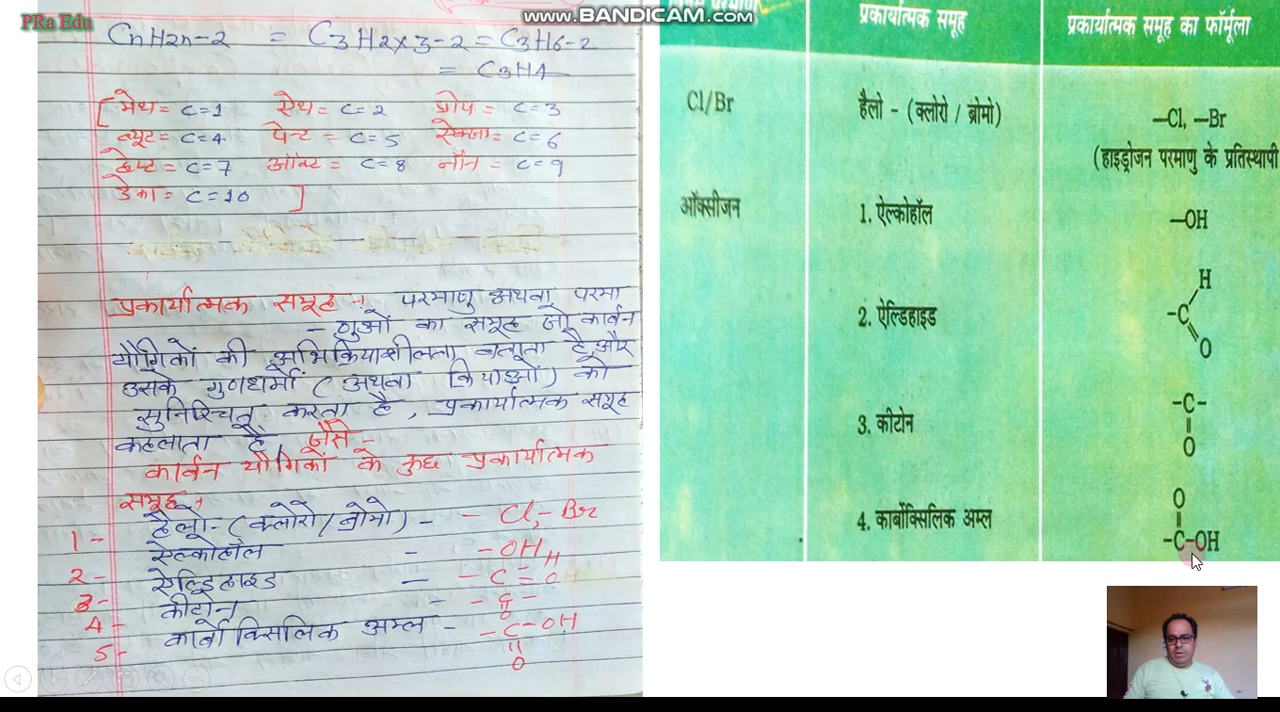 PRa Edu
www.BANDICAM.com
CnH2n-2 = C3H2x3-2 = C3H6-2
= C3H4
[ मेथ = C=1 ऐथ = C=2 प्रोप = C=3
ब्यूट = C=4 पेन्ट = C=5 हेक्जा = C=6
हेप्ट = C=7 ऑक्ट = C=8 नॉन = C=9
डेका = C=10 ]
प्रकार्यात्मक समूह :- परमाणु अथवा परमा
- णुओं का समूह जो कार्बन
यौगिकों की अभिक्रियाशीलता बताता है और
उसके गुणधर्मों (अथवा क्रियाओं) को
सुनिश्चित करता है, प्रकार्यात्मक समूह
कहलाता है, जैसे -
कार्बन यौगिकों के कुछ प्रकार्यात्मक
समूह :-
1- हैलो- (क्लोरो/ब्रोमो) - - Cl, - Br
2- ऐल्कोहॉल - - OH
H
3- ऐल्डिहाइड - - C = O
4- कीटोन - - C -
O
5- कार्बोक्सिलिक अम्ल - - C - OH
O
परमाणु प्रकार्यात्मक समूह प्रकार्यात्मक समूह का फॉर्मूला
Cl/Br हैलो - (क्लोरो / ब्रोमो) —Cl, —Br
(हाइड्रोजन परमाणु के प्रतिस्थापी
ऑक्सीजन 1. ऐल्कोहॉल —OH
H
2. ऐल्डिहाइड -C
O
3. कीटोन -C-
O
O
4. कार्बोक्सिलिक अम्ल -C-OH